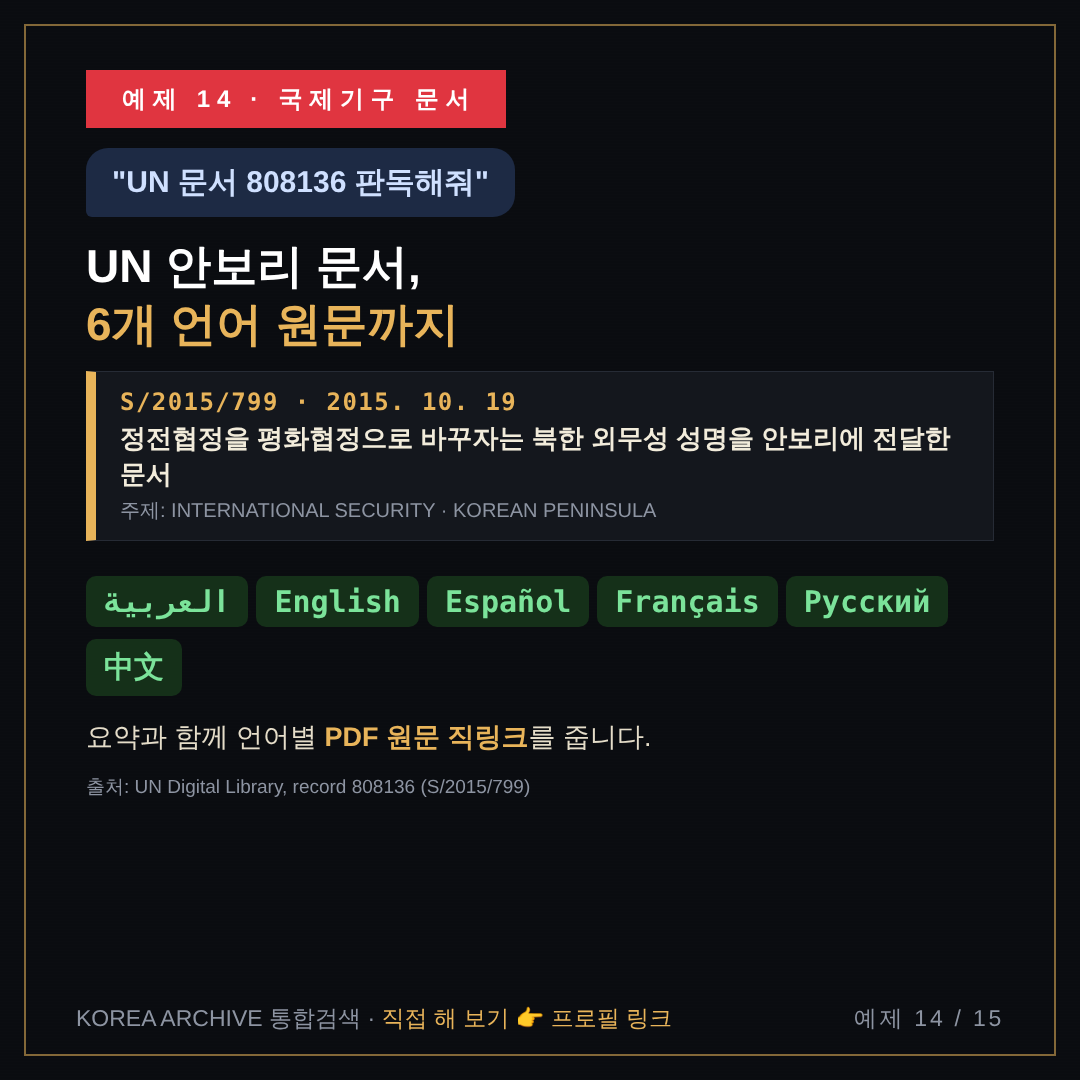 예제 14 · 국제기구 문서
"UN 문서 808136 판독해줘"
UN 안보리 문서,
6개 언어 원문까지
S/2015/799 · 2015. 10. 19
정전협정을 평화협정으로 바꾸자는 북한 외무성 성명을 안보리에 전달한
문서
주제: INTERNATIONAL SECURITY · KOREAN PENINSULA
العربية English Español Français Русский
中文
요약과 함께 언어별 PDF 원문 직링크를 줍니다.
출처: UN Digital Library, record 808136 (S/2015/799)
KOREA ARCHIVE 통합검색 · 직접 해 보기 👉 프로필 링크 예제 14 / 15